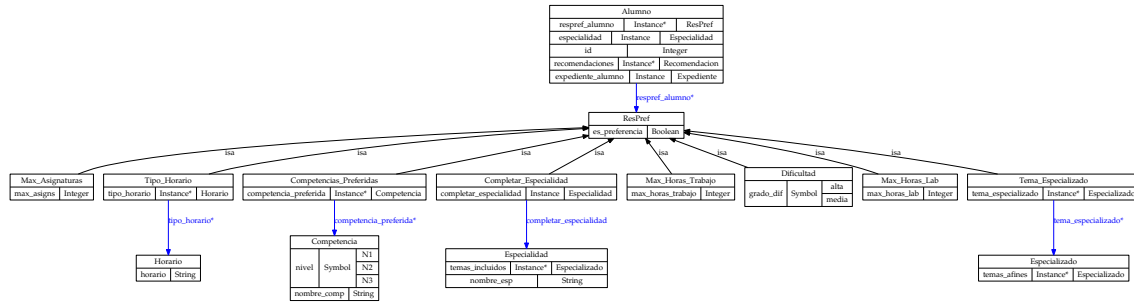 Alumno
respref_alumno Instance* ResPref
especialidad Instance Especialidad
id Integer
recomendaciones Instance* Recomendacion
expediente_alumno Instance Expediente
respref_alumno*
ResPref
es_preferencia Boolean
isa isa isa isa isa isa isa isa
Max_Asignaturas
max_asigns Integer
Tipo_Horario
tipo_horario Instance* Horario
Competencias_Preferidas
competencia_preferida Instance* Competencia
Completar_Especialidad
completar_especialidad Instance Especialidad
Max_Horas_Trabajo
max_horas_trabajo Integer
Dificultad
grado_dif Symbol alta
media
Max_Horas_Lab
max_horas_lab Integer
Tema_Especializado
tema_especializado Instance* Especializado
tipo_horario*
competencia_preferida*
completar_especialidad
tema_especializado*
Horario
horario String
Competencia
nivel Symbol N1
N2
N3
nombre_comp String
Especialidad
temas_incluidos Instance* Especializado
nombre_esp String
Especializado
temas_afines Instance* Especializado